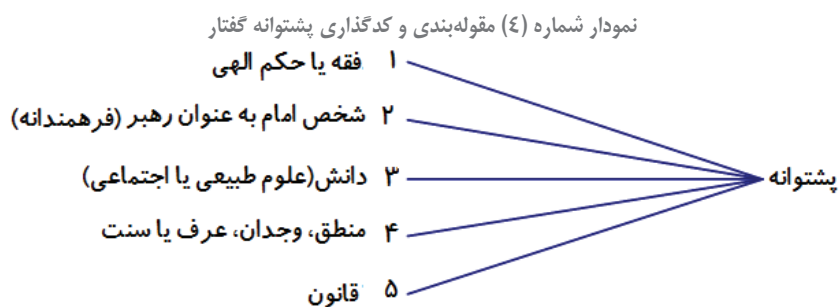 نمودار شماره (٤) مقوله‌بندی و کدگذاری پشتوانه گفتار
۱ فقه یا حکم الهی
۲ شخص امام به عنوان رهبر (فرهمندانه)
۳ دانش(علوم طبیعی یا اجتماعی)
پشتوانه
۴ منطق، وجدان، عرف یا سنت
۵ قانون